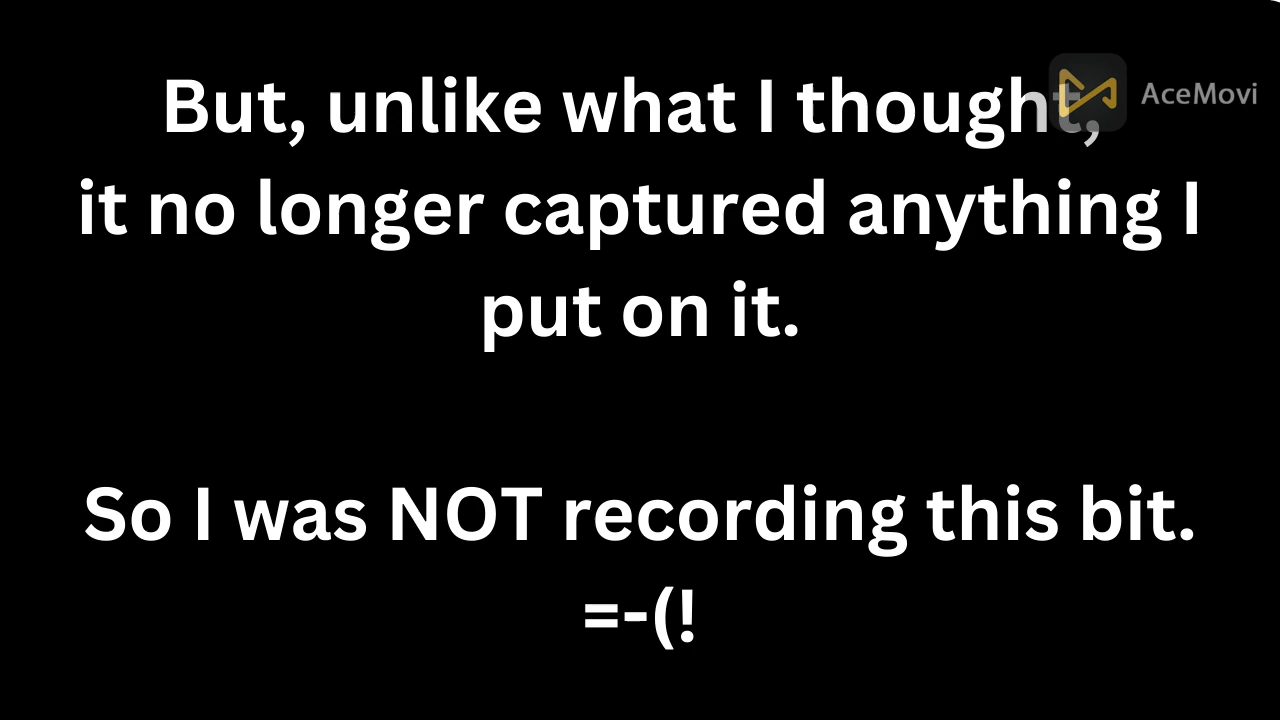 But, unlike what I thought,
AceMovi
it no longer captured anything I
put on it.
So I was NOT recording this bit.
=-(!